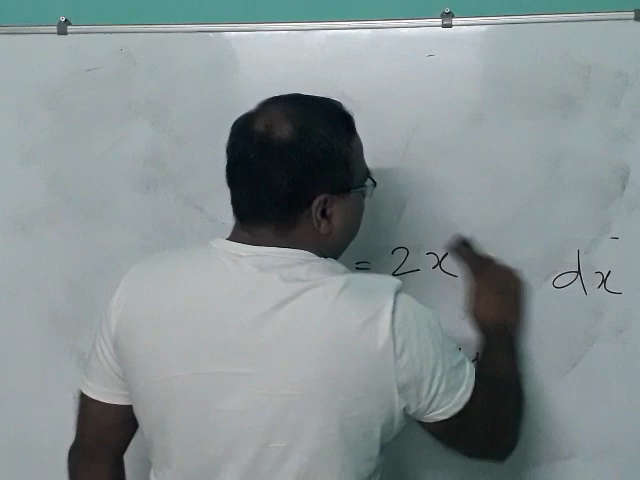 = 2x dx